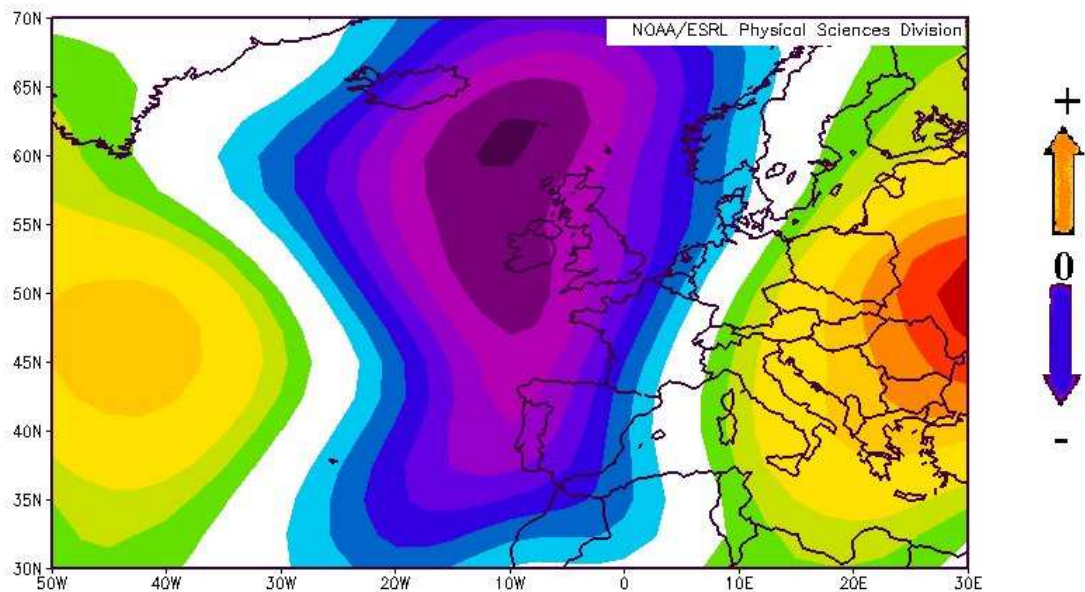 70N
NOAA/ESRL Physical Sciences Division
65N
60N
55N
50N
45N
40N
35N
30N
50W 40W 30W 20W 10W 0 10E 20E 30E
+
0
-